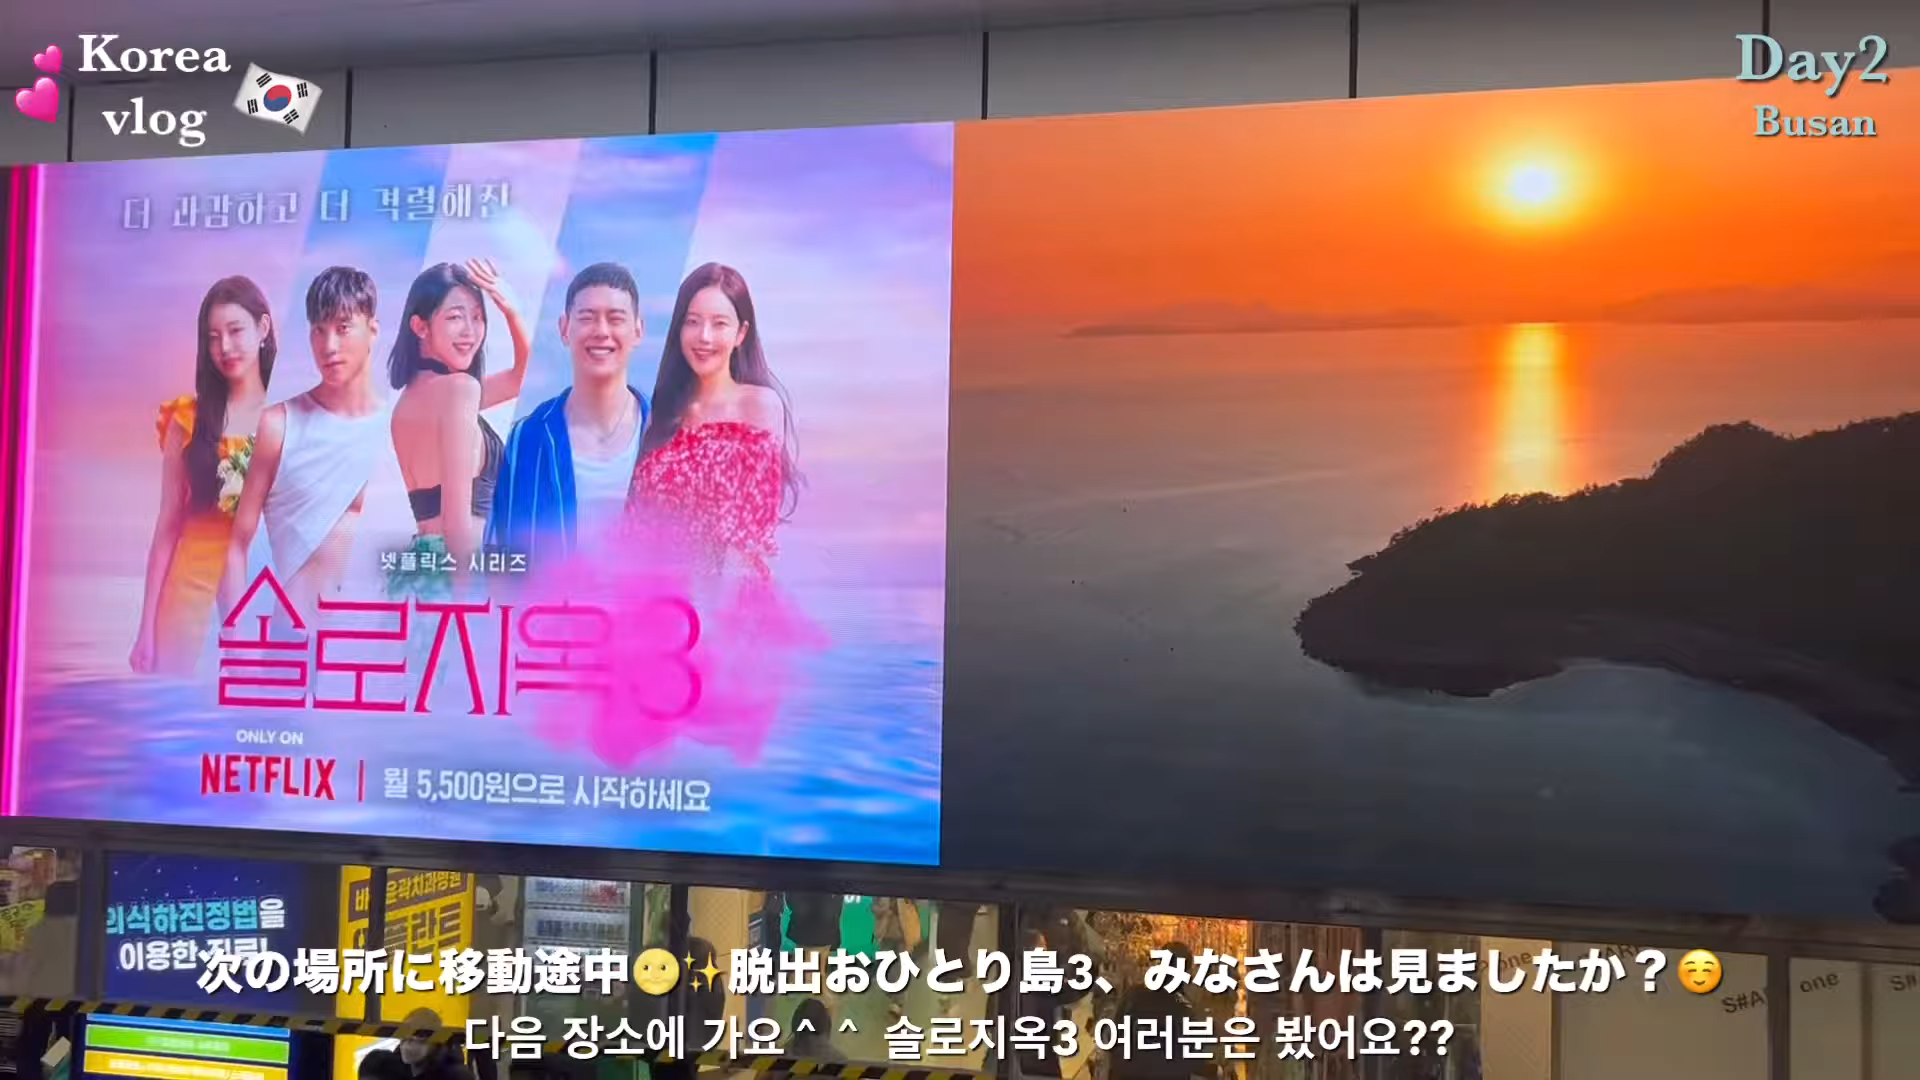 Korea
vlog
Day2
Busan
더 과감하고 더 격렬해진
넷플릭스 시리즈
솔로지옥3
ONLY ON
NETFLIX | 월 5,500원으로 시작하세요
의식하진정법을
이용한 진료!
次の場所に移動途中🌝✨脱出おひとり島3、みなさんは見ましたか？☺️
다음 장소에 가요^ ^ 솔로지옥3 여러분은 봤어요??
one
S#A
one